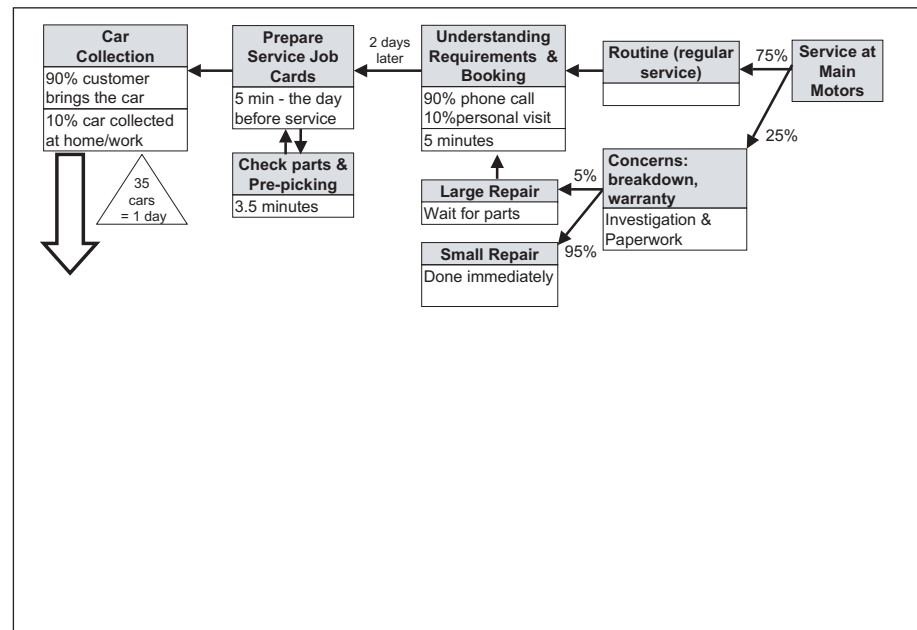 Car
Collection
90% customer
brings the car
10% car collected
at home/work
35
cars
= 1 day
Prepare
Service Job
Cards
5 min - the day
before service
Check parts &
Pre-picking
3.5 minutes
2 days
later
Understanding
Requirements &
Booking
90% phone call
10%personal visit
5 minutes
Large Repair
Wait for parts
Small Repair
Done immediately
5%
95%
Routine (regular
service)
Concerns:
breakdown,
warranty
Investigation &
Paperwork
75%
25%
Service at
Main
Motors